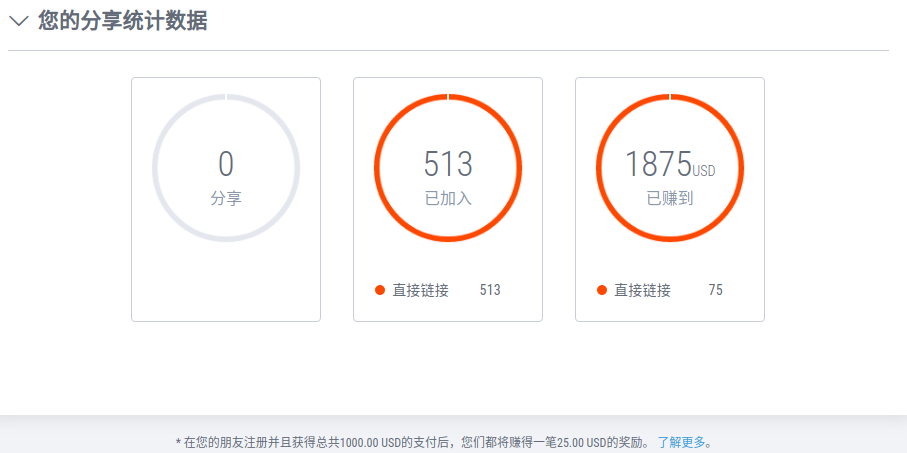 您的分享统计数据
0
分享
513
已加入
直接链接 513
1875USD
已赚到
直接链接 75
* 在您的朋友注册并且获得总共1000.00 USD的支付后，您们都将赚得一笔25.00 USD的奖励。 了解更多。